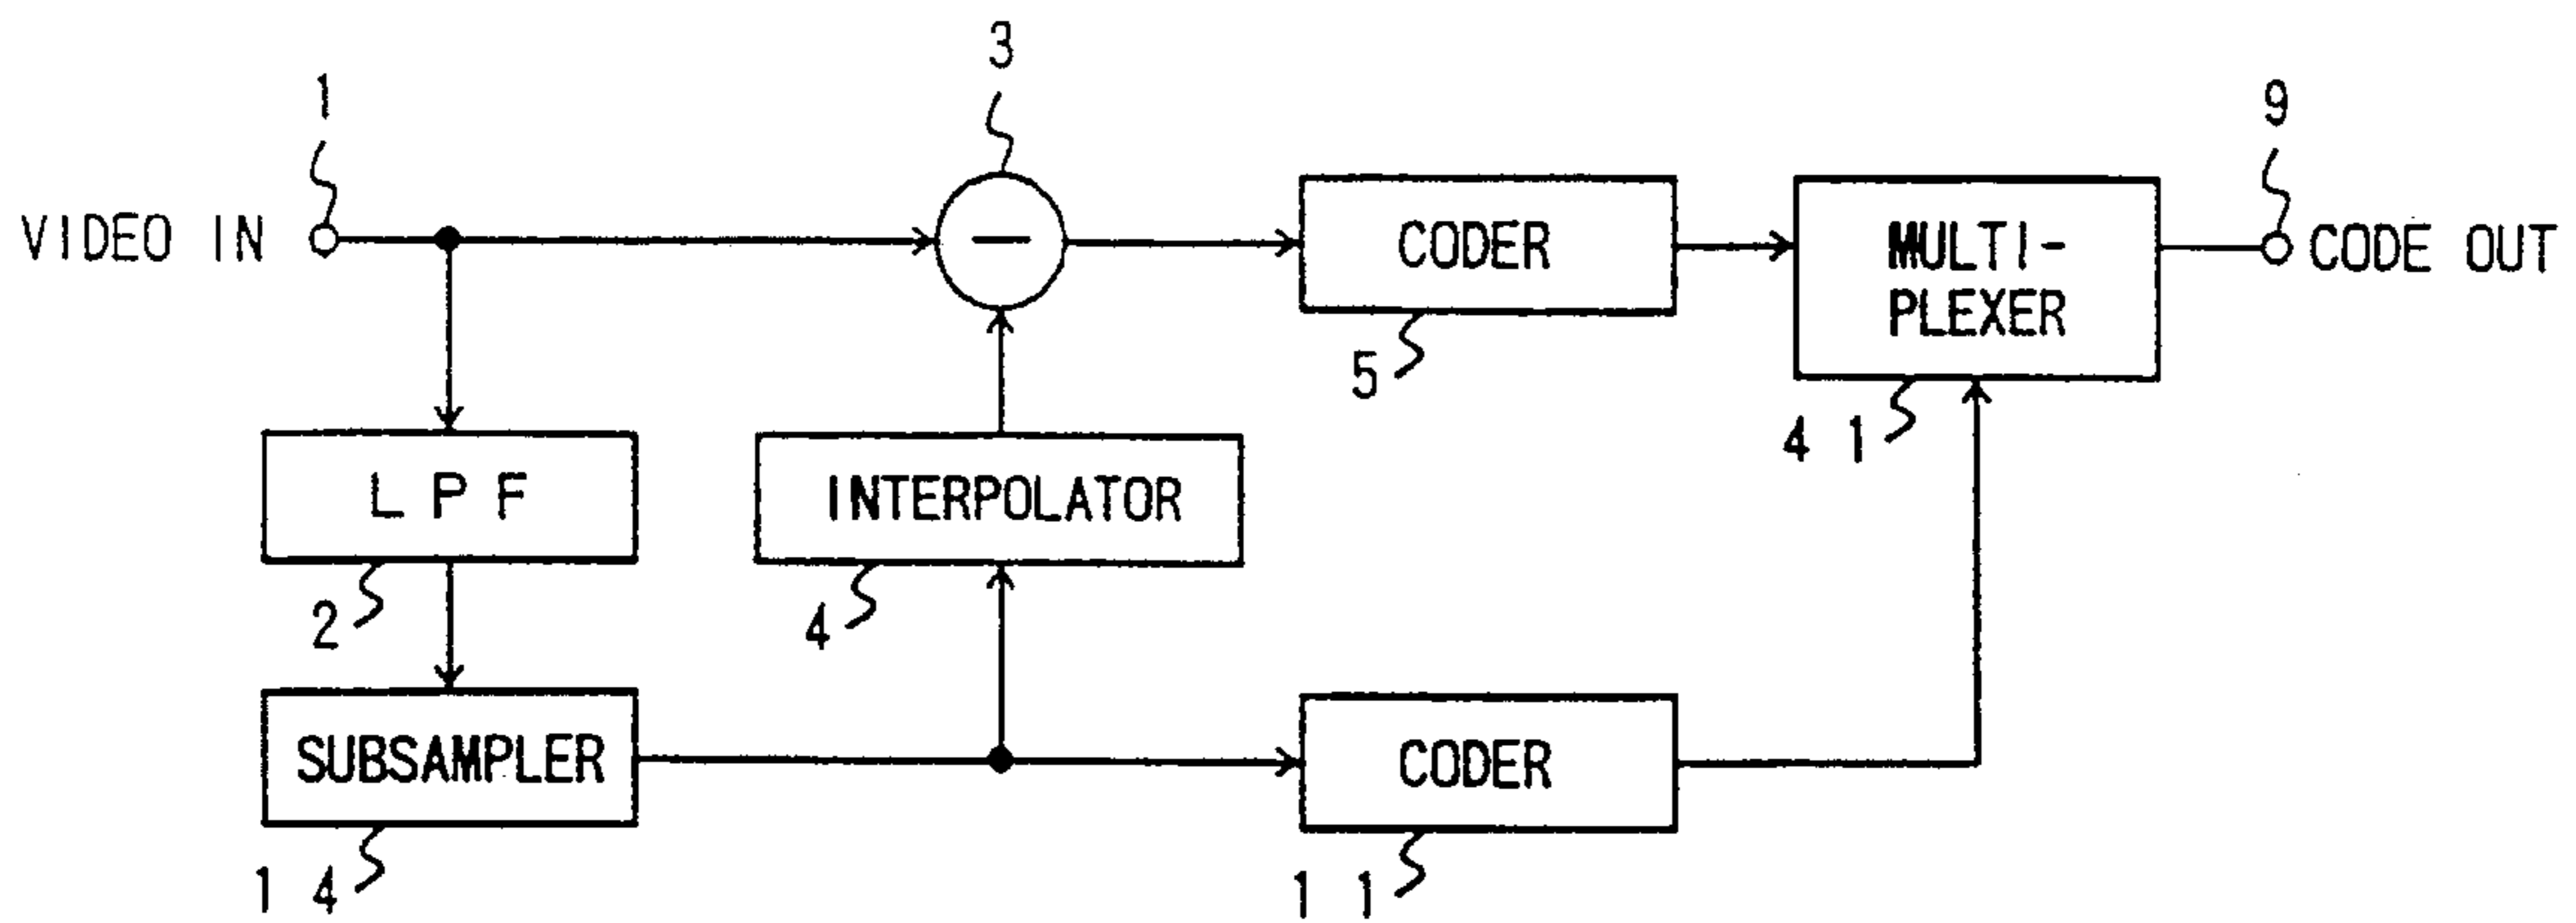 3
1
9
VIDEO IN
—
CODER
MULTI-
PLEXER
CODE OUT
5
4 1
L P F
INTERPOLATOR
2
4
SUBSAMPLER
CODER
1 4
1 1